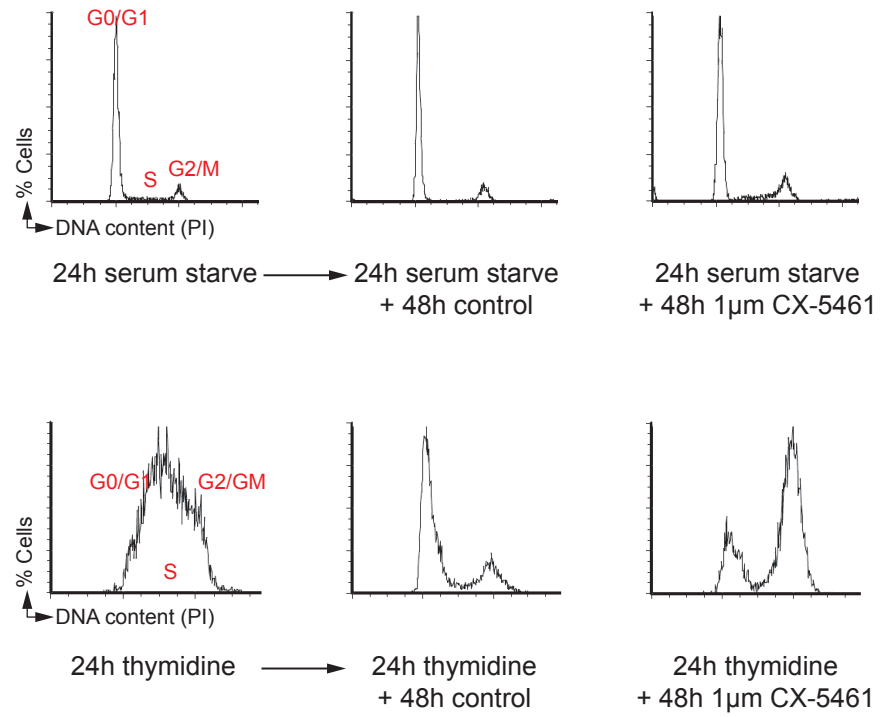 G0/G1
S
G2/M
% Cells
DNA content (PI)
24h serum starve
24h serum starve
+ 48h control
24h serum starve
+ 48h 1µm CX-5461
G0/G1
G2/GM
S
% Cells
DNA content (PI)
24h thymidine
24h thymidine
+ 48h control
24h thymidine
+ 48h 1µm CX-5461